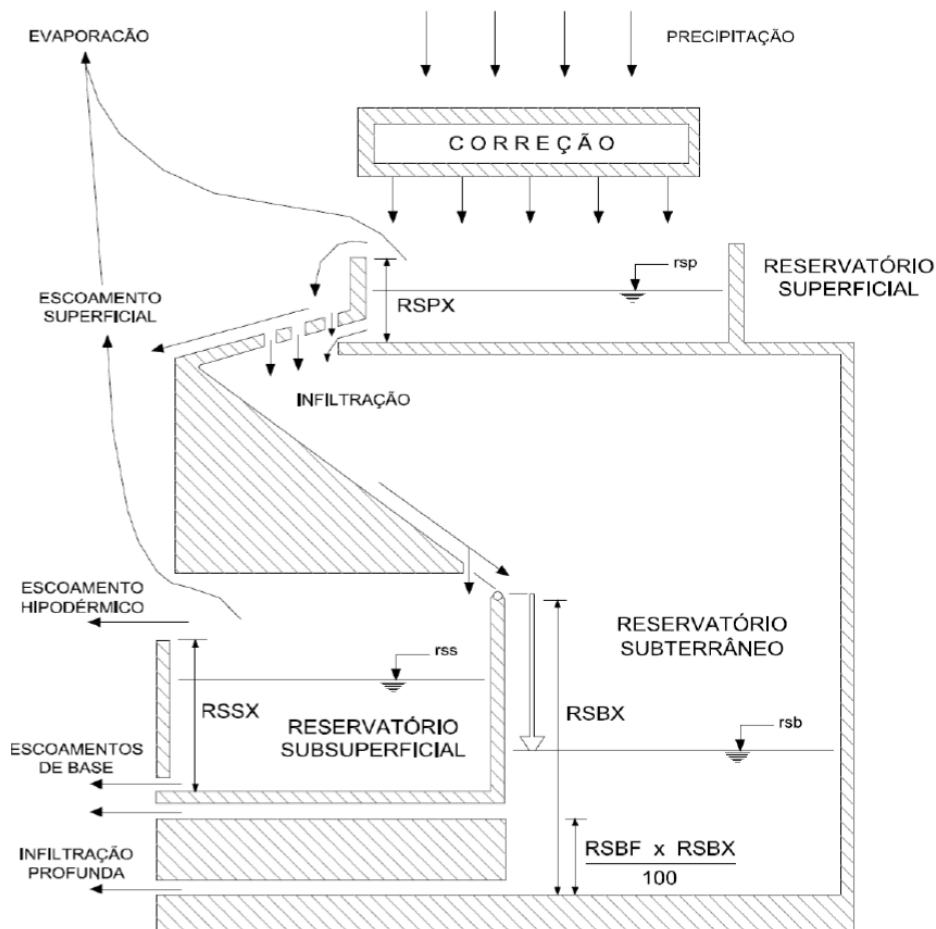 EVAPORACÃO
PRECIPITAÇÃO
CORREÇÃO
rsp
RESERVATÓRIO
SUPERFICIAL
RSPX
ESCOAMENTO
SUPERFICIAL
INFILTRAÇÃO
ESCOAMENTO
HIPODÉRMICO
RESERVATÓRIO
SUBTERRÂNEO
rss
RSSX
RESERVATÓRIO
SUBSUPERFICIAL
RSBX
rsb
ESCOAMENTOS
DE BASE
INFILTRAÇÃO
PROFUNDA
RSBF x RSBX
100